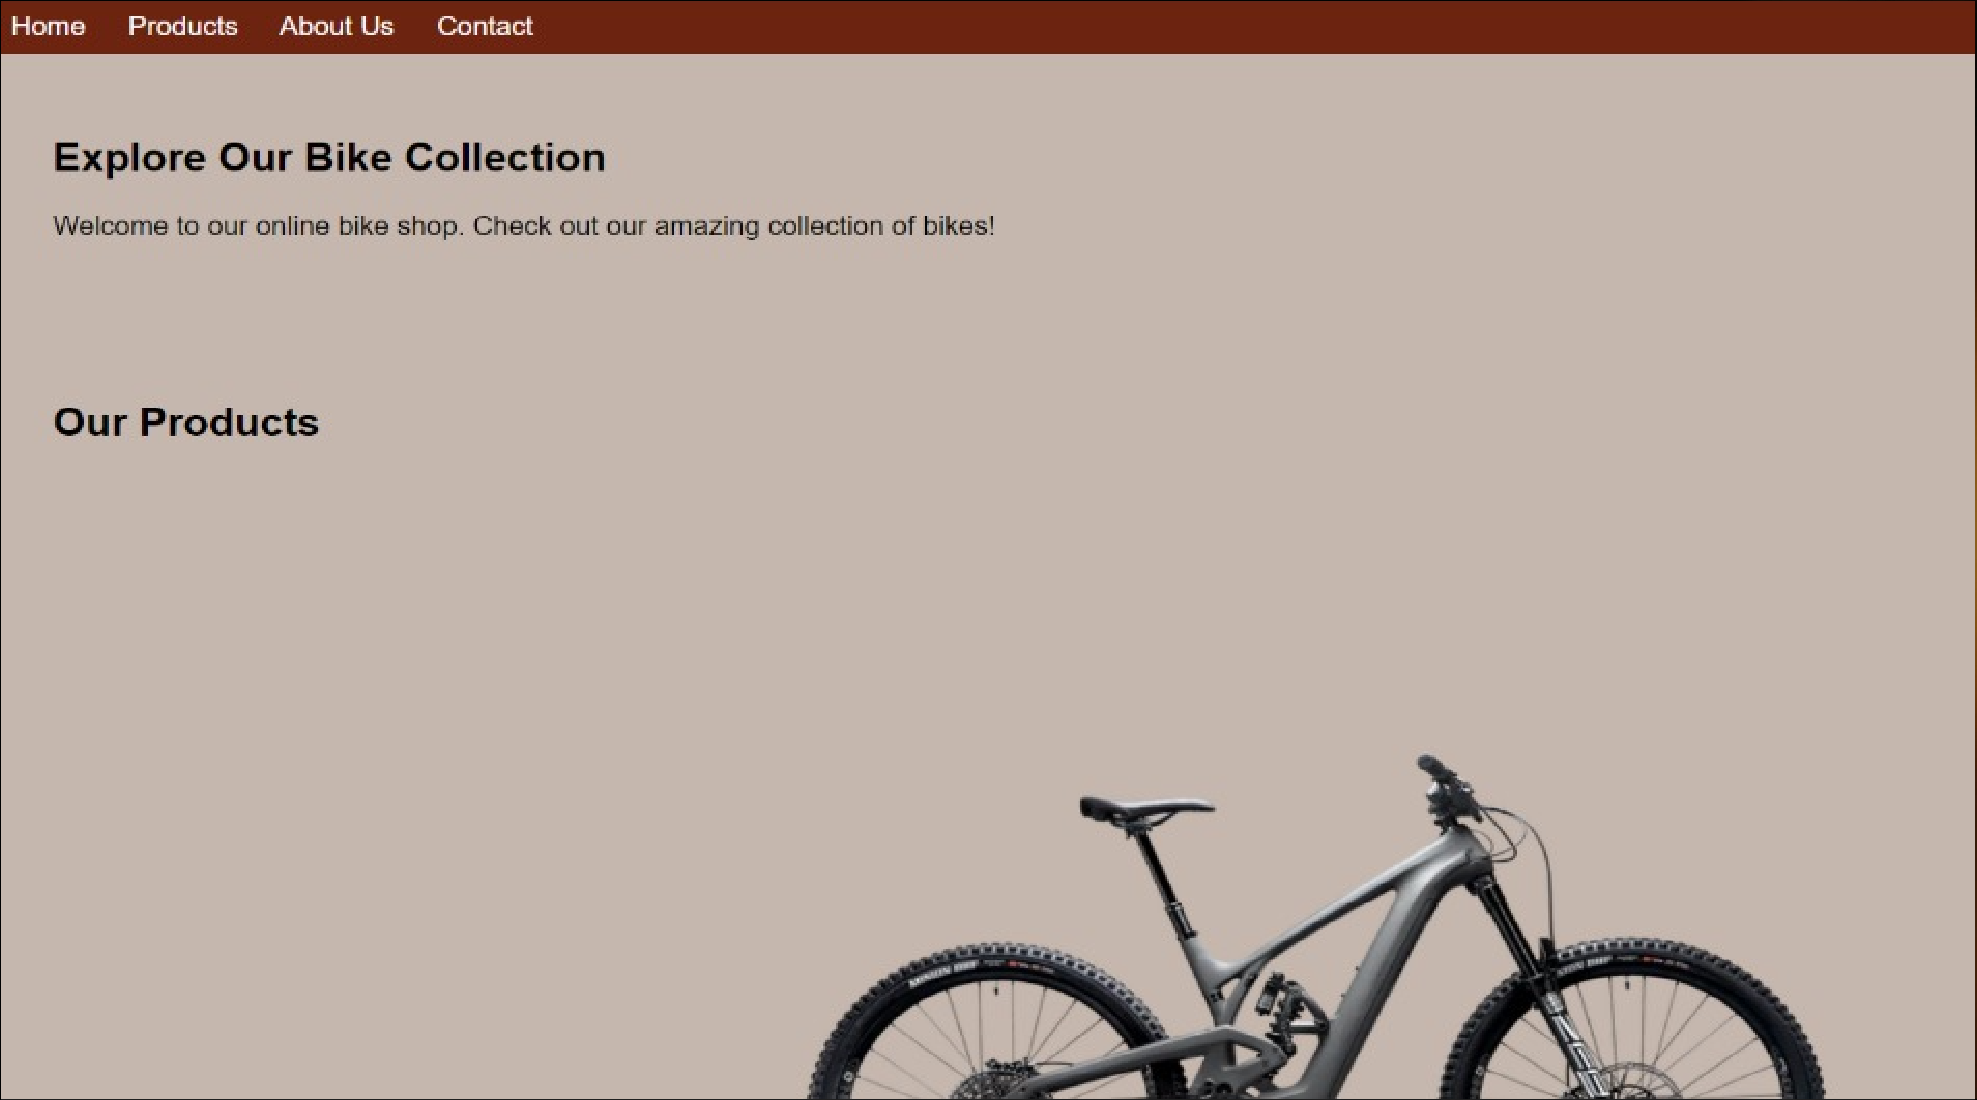 Home Products About Us Contact
Explore Our Bike Collection
Welcome to our online bike shop. Check out our amazing collection of bikes!
Our Products